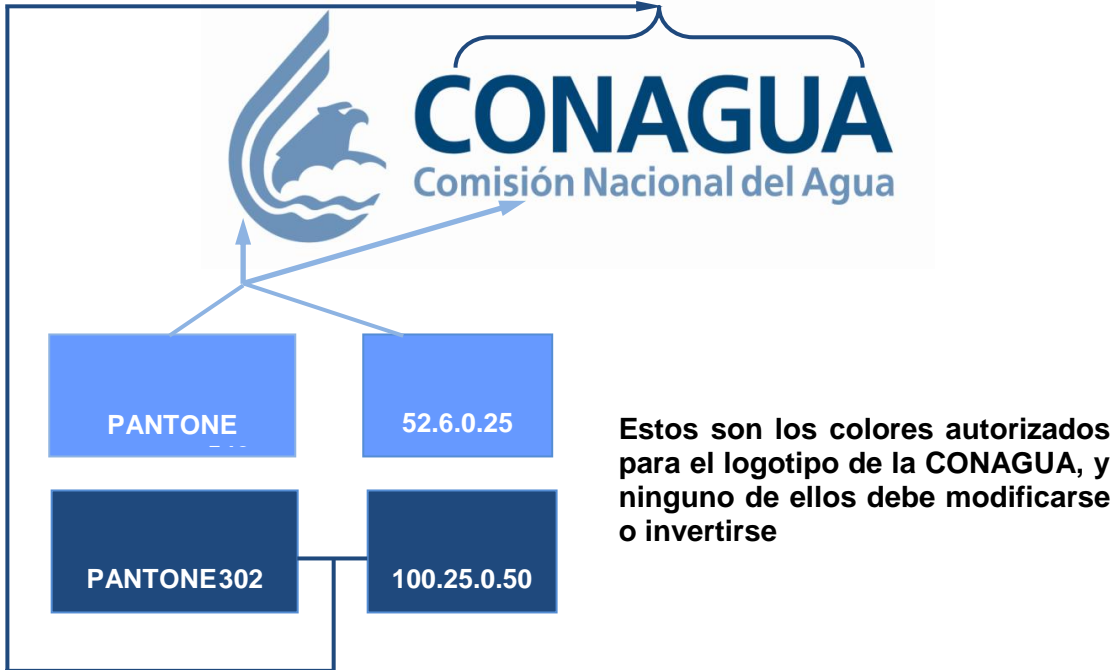 CONAGUA
Comisión Nacional del Agua
PANTONE
52.6.0.25
Estos son los colores autorizados
para el logotipo de la CONAGUA, y
ninguno de ellos debe modificarse
o invertirse
PANTONE302
100.25.0.50